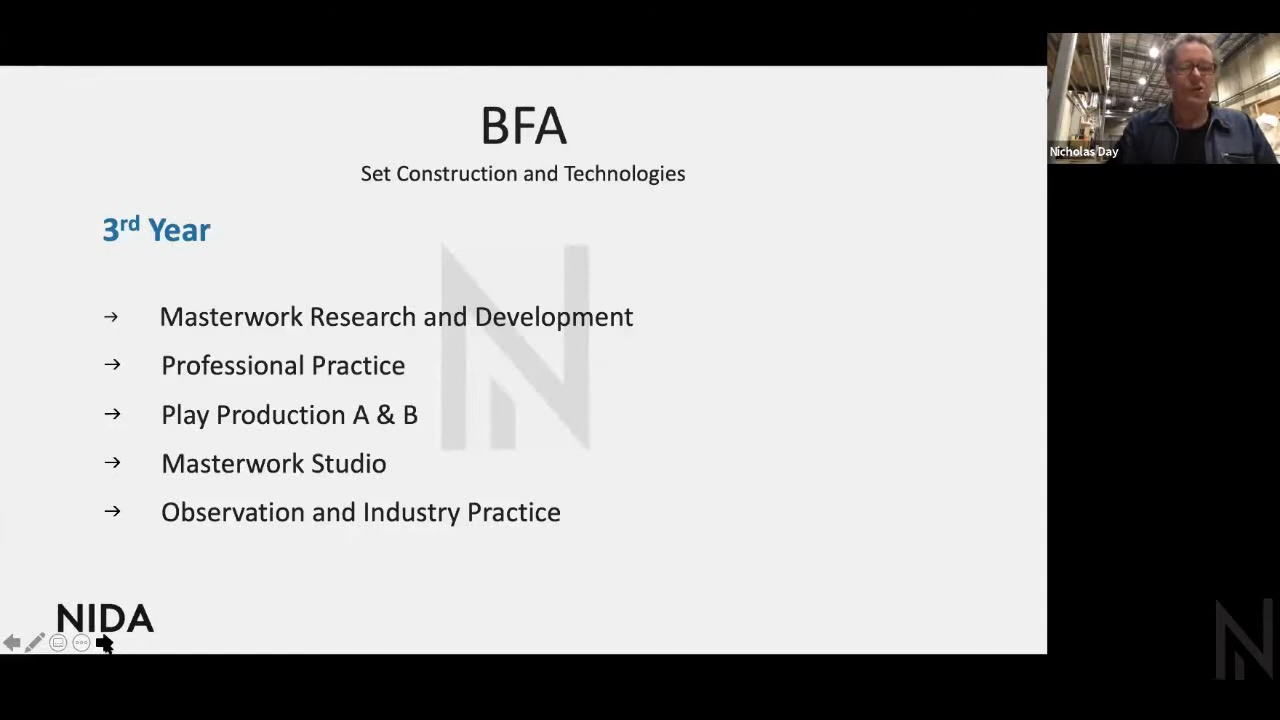 BFA
Set Construction and Technologies
3rd Year
→ Masterwork Research and Development
→ Professional Practice
→ Play Production A & B
→ Masterwork Studio
→ Observation and Industry Practice
NIDA
Nicholas Day